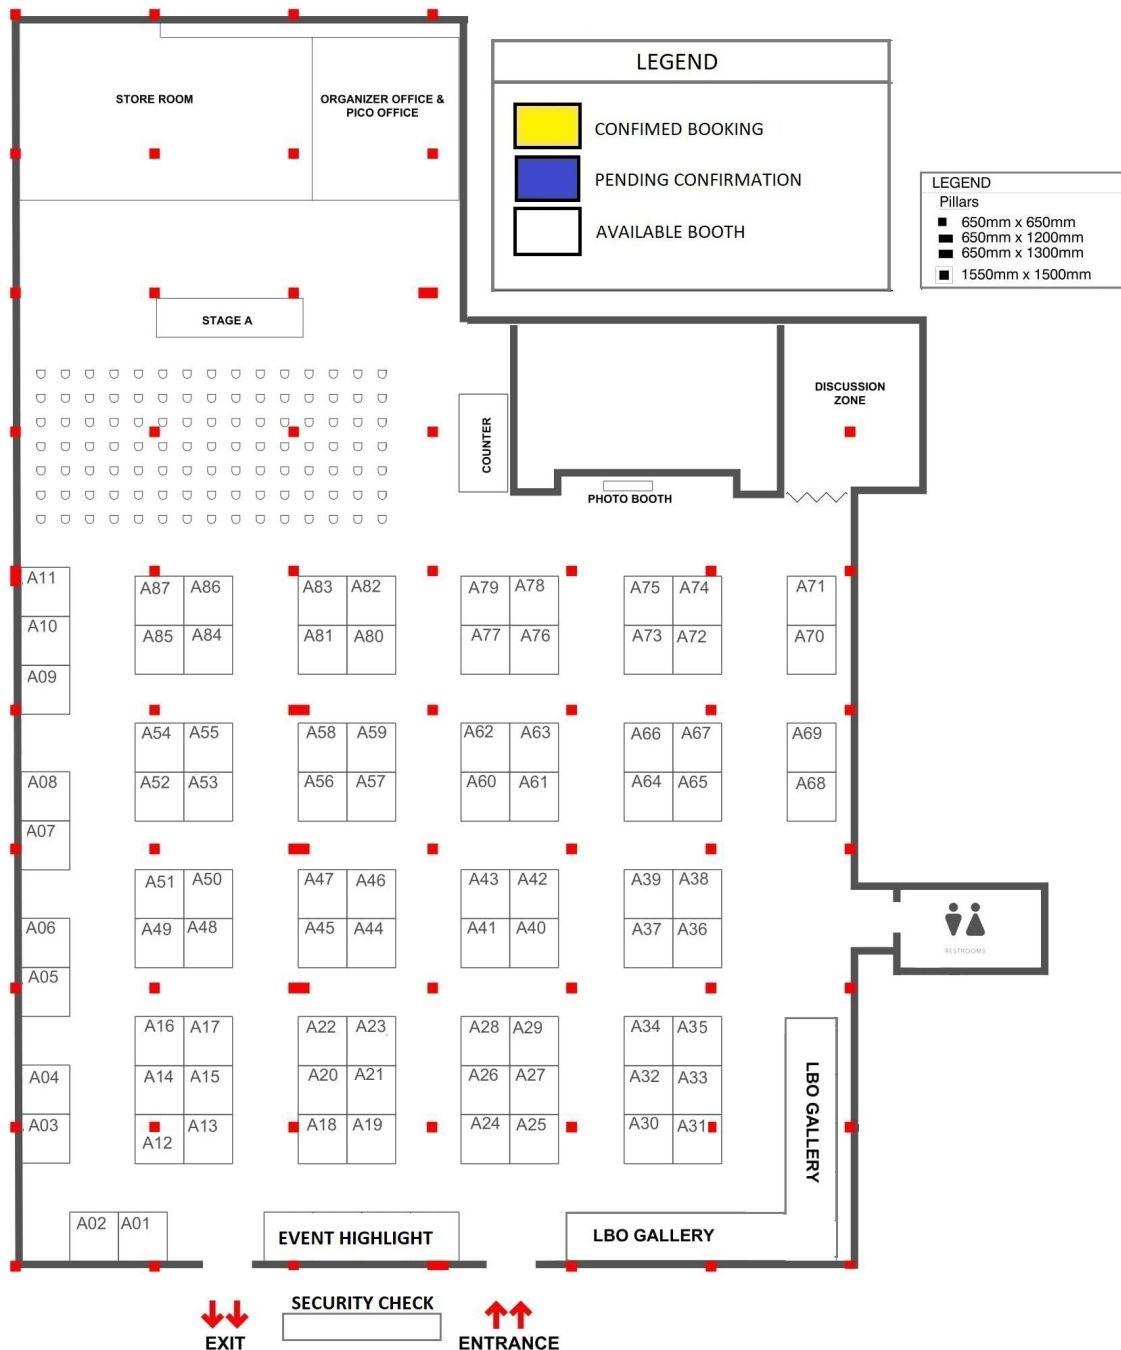 STORE ROOM
ORGANIZER OFFICE &
PICO OFFICE
LEGEND
CONFIMED BOOKING
PENDING CONFIRMATION
AVAILABLE BOOTH
LEGEND
Pillars
650mm x 650mm
650mm x 1200mm
650mm x 1300mm
1550mm x 1500mm
STAGE A
COUNTER
DISCUSSION
ZONE
PHOTO BOOTH
A11
A87 A86 A83 A82 A79 A78 A75 A74 A71
A10
A85 A84 A81 A80 A77 A76 A73 A72 A70
A09
A54 A55 A58 A59 A62 A63 A66 A67 A69
A08 A52 A53 A56 A57 A60 A61 A64 A65 A68
A07
A51 A50 A47 A46 A43 A42 A39 A38
A06 A49 A48 A45 A44 A41 A40 A37 A36
RESTROOMS
A05
A16 A17 A22 A23 A28 A29 A34 A35
A04 A14 A15 A20 A21 A26 A27 A32 A33
LBO GALLERY
A03 A12 A13 A18 A19 A24 A25 A30 A31
A02 A01
EVENT HIGHLIGHT
LBO GALLERY
SECURITY CHECK
EXIT
ENTRANCE